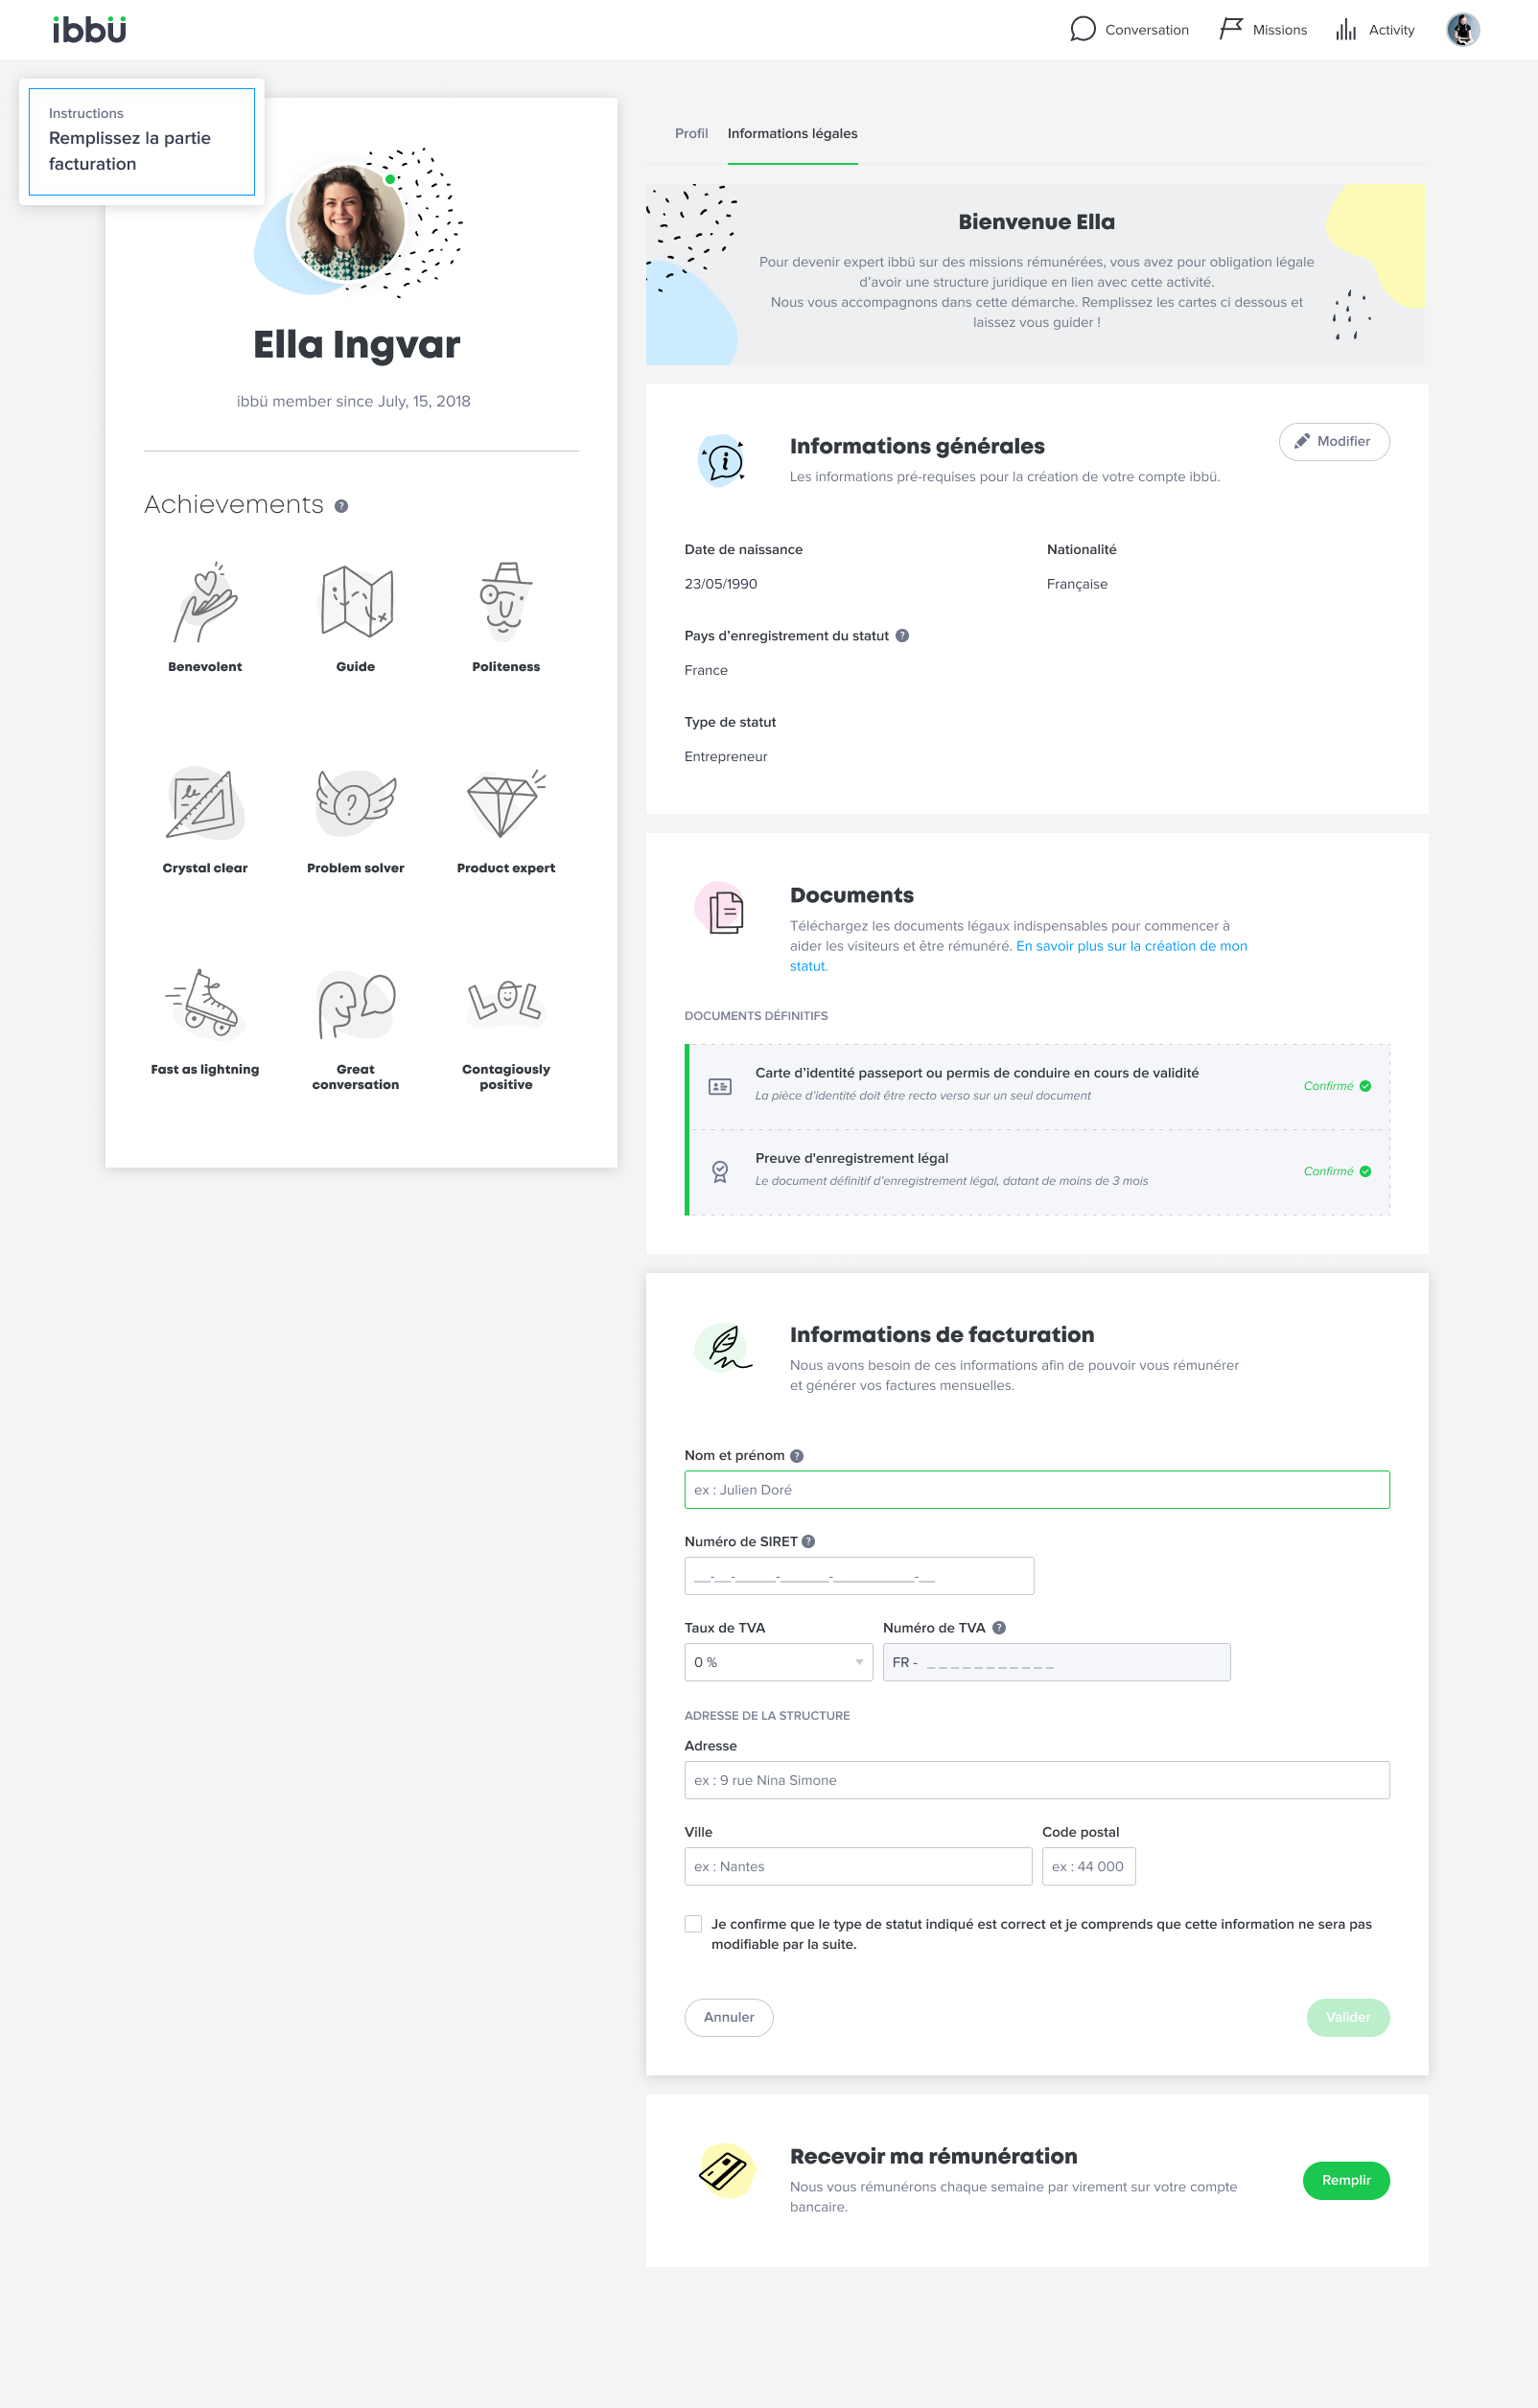 ibbü
Conversation
Missions
Activity
Instructions
Remplissez la partie
facturation
Ella Ingvar
ibbü member since July, 15, 2018
Achievements ?
Benevolent
Guide
Politeness
le
?
Crystal clear
Problem solver
Product expert
LOL
Fast as lightning
Great
conversation
Contagiously
positive
Profil
Informations légales
Bienvenue Ella
Pour devenir expert ibbü sur des missions rémunérées, vous avez pour obligation légale
d’avoir une structure juridique en lien avec cette activité.
Nous vous accompagnons dans cette démarche. Remplissez les cartes ci dessous et
laissez vous guider !
i
Informations générales
Les informations pré-requises pour la création de votre compte ibbü.
Modifier
Date de naissance
Nationalité
23/05/1990
Française
Pays d’enregistrement du statut ?
France
Type de statut
Entrepreneur
Documents
Téléchargez les documents légaux indispensables pour commencer à
aider les visiteurs et être rémunéré. En savoir plus sur la création de mon
statut.
DOCUMENTS DÉFINITIFS
Carte d’identité passeport ou permis de conduire en cours de validité
La pièce d’identité doit être recto verso sur un seul document
Confirmé
Preuve d'enregistrement légal
Le document définitif d’enregistrement légal, datant de moins de 3 mois
Confirmé
Informations de facturation
Nous avons besoin de ces informations afin de pouvoir vous rémunérer
et générer vos factures mensuelles.
Nom et prénom ?
ex : Julien Doré
Numéro de SIRET ?
__-__-_____-______-__________-__
Taux de TVA
Numéro de TVA ?
0 %
FR - _ _ _ _ _ _ _ _ _ _ _
ADRESSE DE LA STRUCTURE
Adresse
ex : 9 rue Nina Simone
Ville
Code postal
ex : Nantes
ex : 44 000
Je confirme que le type de statut indiqué est correct et je comprends que cette information ne sera pas
modifiable par la suite.
Annuler
Valider
Recevoir ma rémunération
Nous vous rémunérons chaque semaine par virement sur votre compte
bancaire.
Remplir